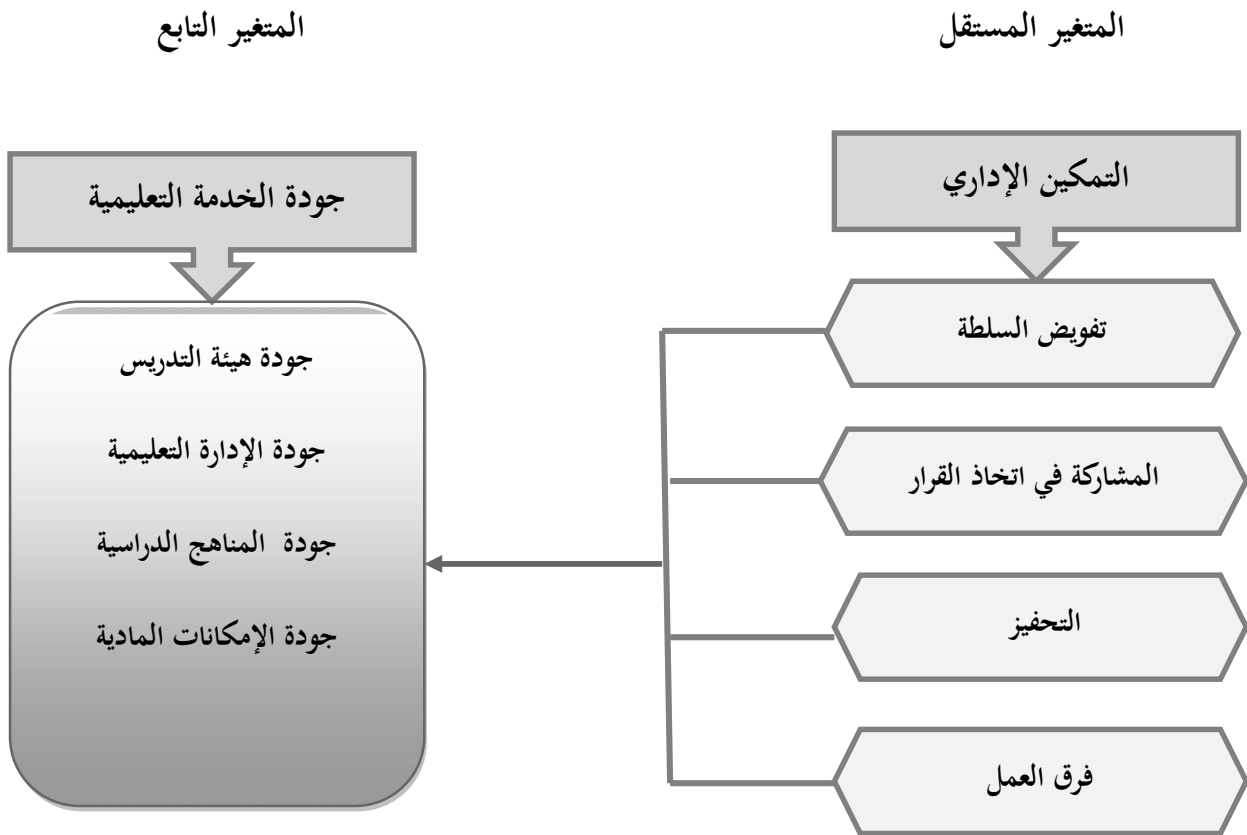 المتغير المستقل
المتغير التابع
التمكين الإداري
جودة الخدمة التعليمية
تفويض السلطة
المشاركة في اتخاذ القرار
التحفيز
فرق العمل
جودة هيئة التدريس
جودة الإدارة التعليمية
جودة المناهج الدراسية
جودة الإمكانات المادية